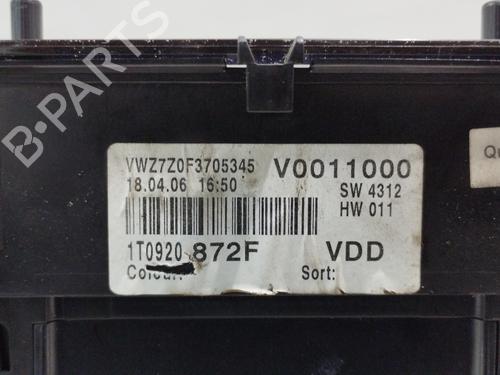 B-PARTS
VWZ7Z0F3705345 V0011000
18.04.06 16:50 SW 4312
HW 011
1T0920 872F VDD
Colour: Sort: